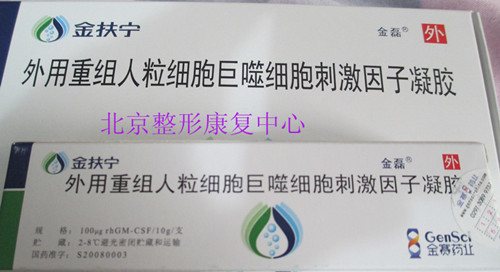 金扶宁
金磊® 外
外用重组人粒细胞巨噬细胞刺激因子凝胶
北京整形康复中心
金扶宁
金磊® 外
外用重组人粒细胞巨噬细胞刺激因子凝胶
规 格：100μg rhGM-CSF/10g/支
贮 藏：2-8℃避光密闭贮藏和运输
国药准字：S20080003
GenSci
金赛药业